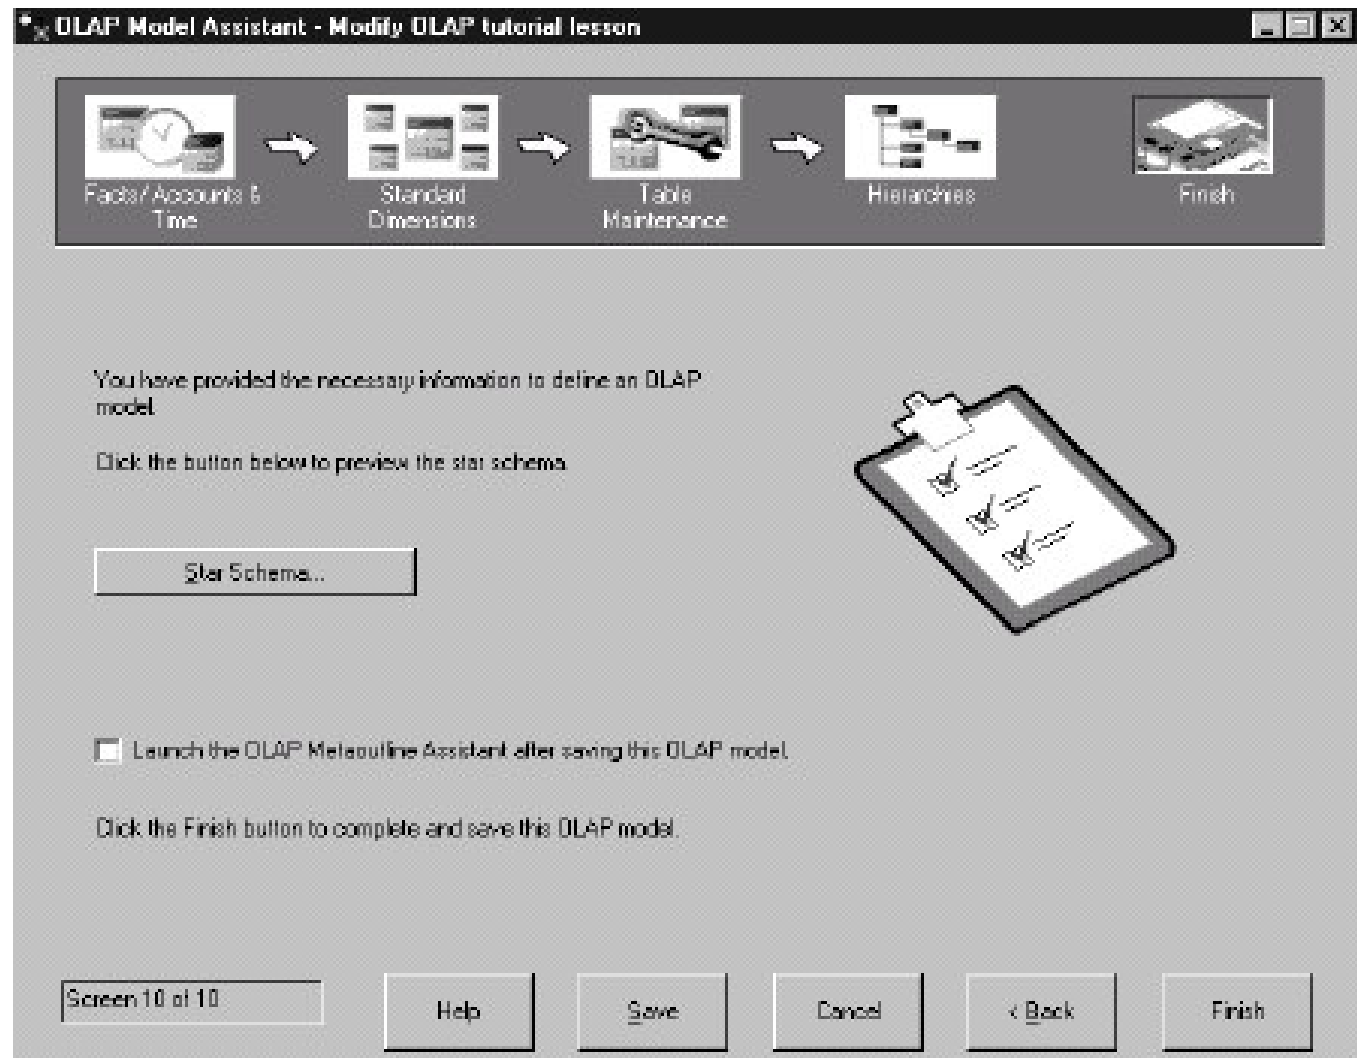 OLAP Model Assistant - Modify OLAP tutorial lesson
Facts/Accounts &
Time
Standard
Dimensions
Table
Maintenance
Hierarchies
Finish
You have provided the necessary information to define an OLAP
model.
Click the button below to preview the star schema.
Star Schema...
Launch the OLAP Metaoutline Assistant after saving this OLAP model.
Click the Finish button to complete and save this OLAP model.
Screen 10 of 10
Help
Save
Cancel
< Back
Finish